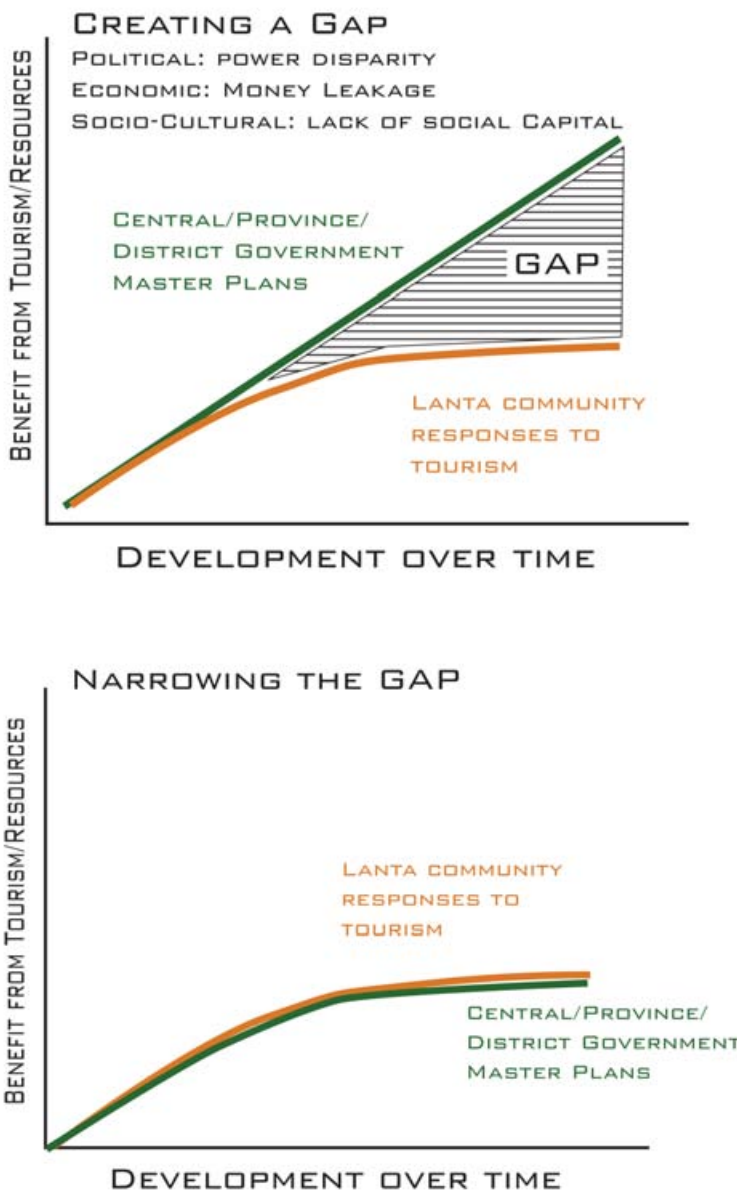 Creating a Gap
Political: power disparity
Economic: Money Leakage
Socio-Cultural: lack of social Capital
Benefit from Tourism/Resources
Central/Province/
District Government
Master Plans
GAP
Lanta community
responses to
tourism
Development over time
Narrowing the GAP
Benefit from Tourism/Resources
Lanta community
responses to
tourism
Central/Province/
District Government
Master Plans
Development over time